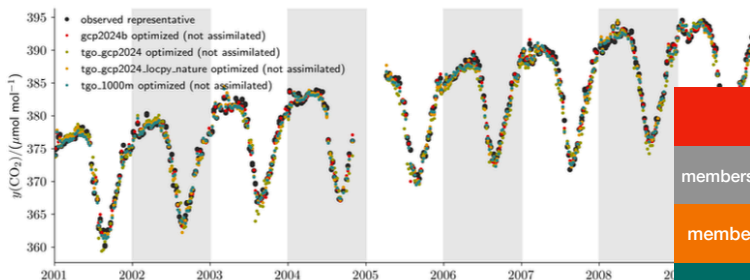 395
390
385
380
375
370
365
360
y(CO₂)/(μmol mol⁻¹)
observed representative
gcp2024b optimized (not assimilated)
tgo_gcp2024 optimized (not assimilated)
tgo_gcp2024_locpy_nature optimized (not assimilated)
tgo_1000m optimized (not assimilated)
members
membe
2001 2002 2003 2004 2005 2006 2007 2008 20